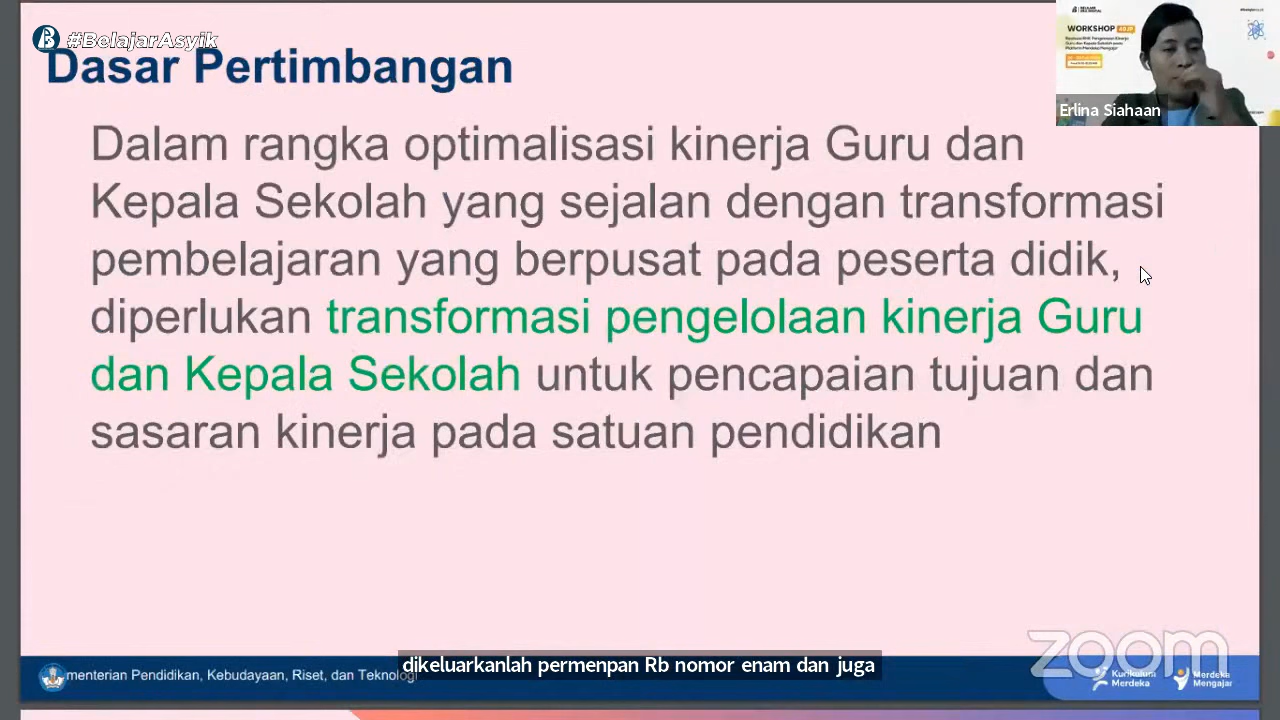 #BelajarAsyik
Dasar Pertimbangan
Dalam rangka optimalisasi kinerja Guru dan
Kepala Sekolah yang sejalan dengan transformasi
pembelajaran yang berpusat pada peserta didik,
diperlukan transformasi pengelolaan kinerja Guru
dan Kepala Sekolah untuk pencapaian tujuan dan
sasaran kinerja pada satuan pendidikan
WORKSHOP
Erlina Siahaan
zoom
menterian Pendidikan, Kebudayaan, Riset, dan Teknologi
dikeluarkanlah permenpan Rb nomor enam dan juga
Kurikulum
Merdeka
Merdeka
Mengajar